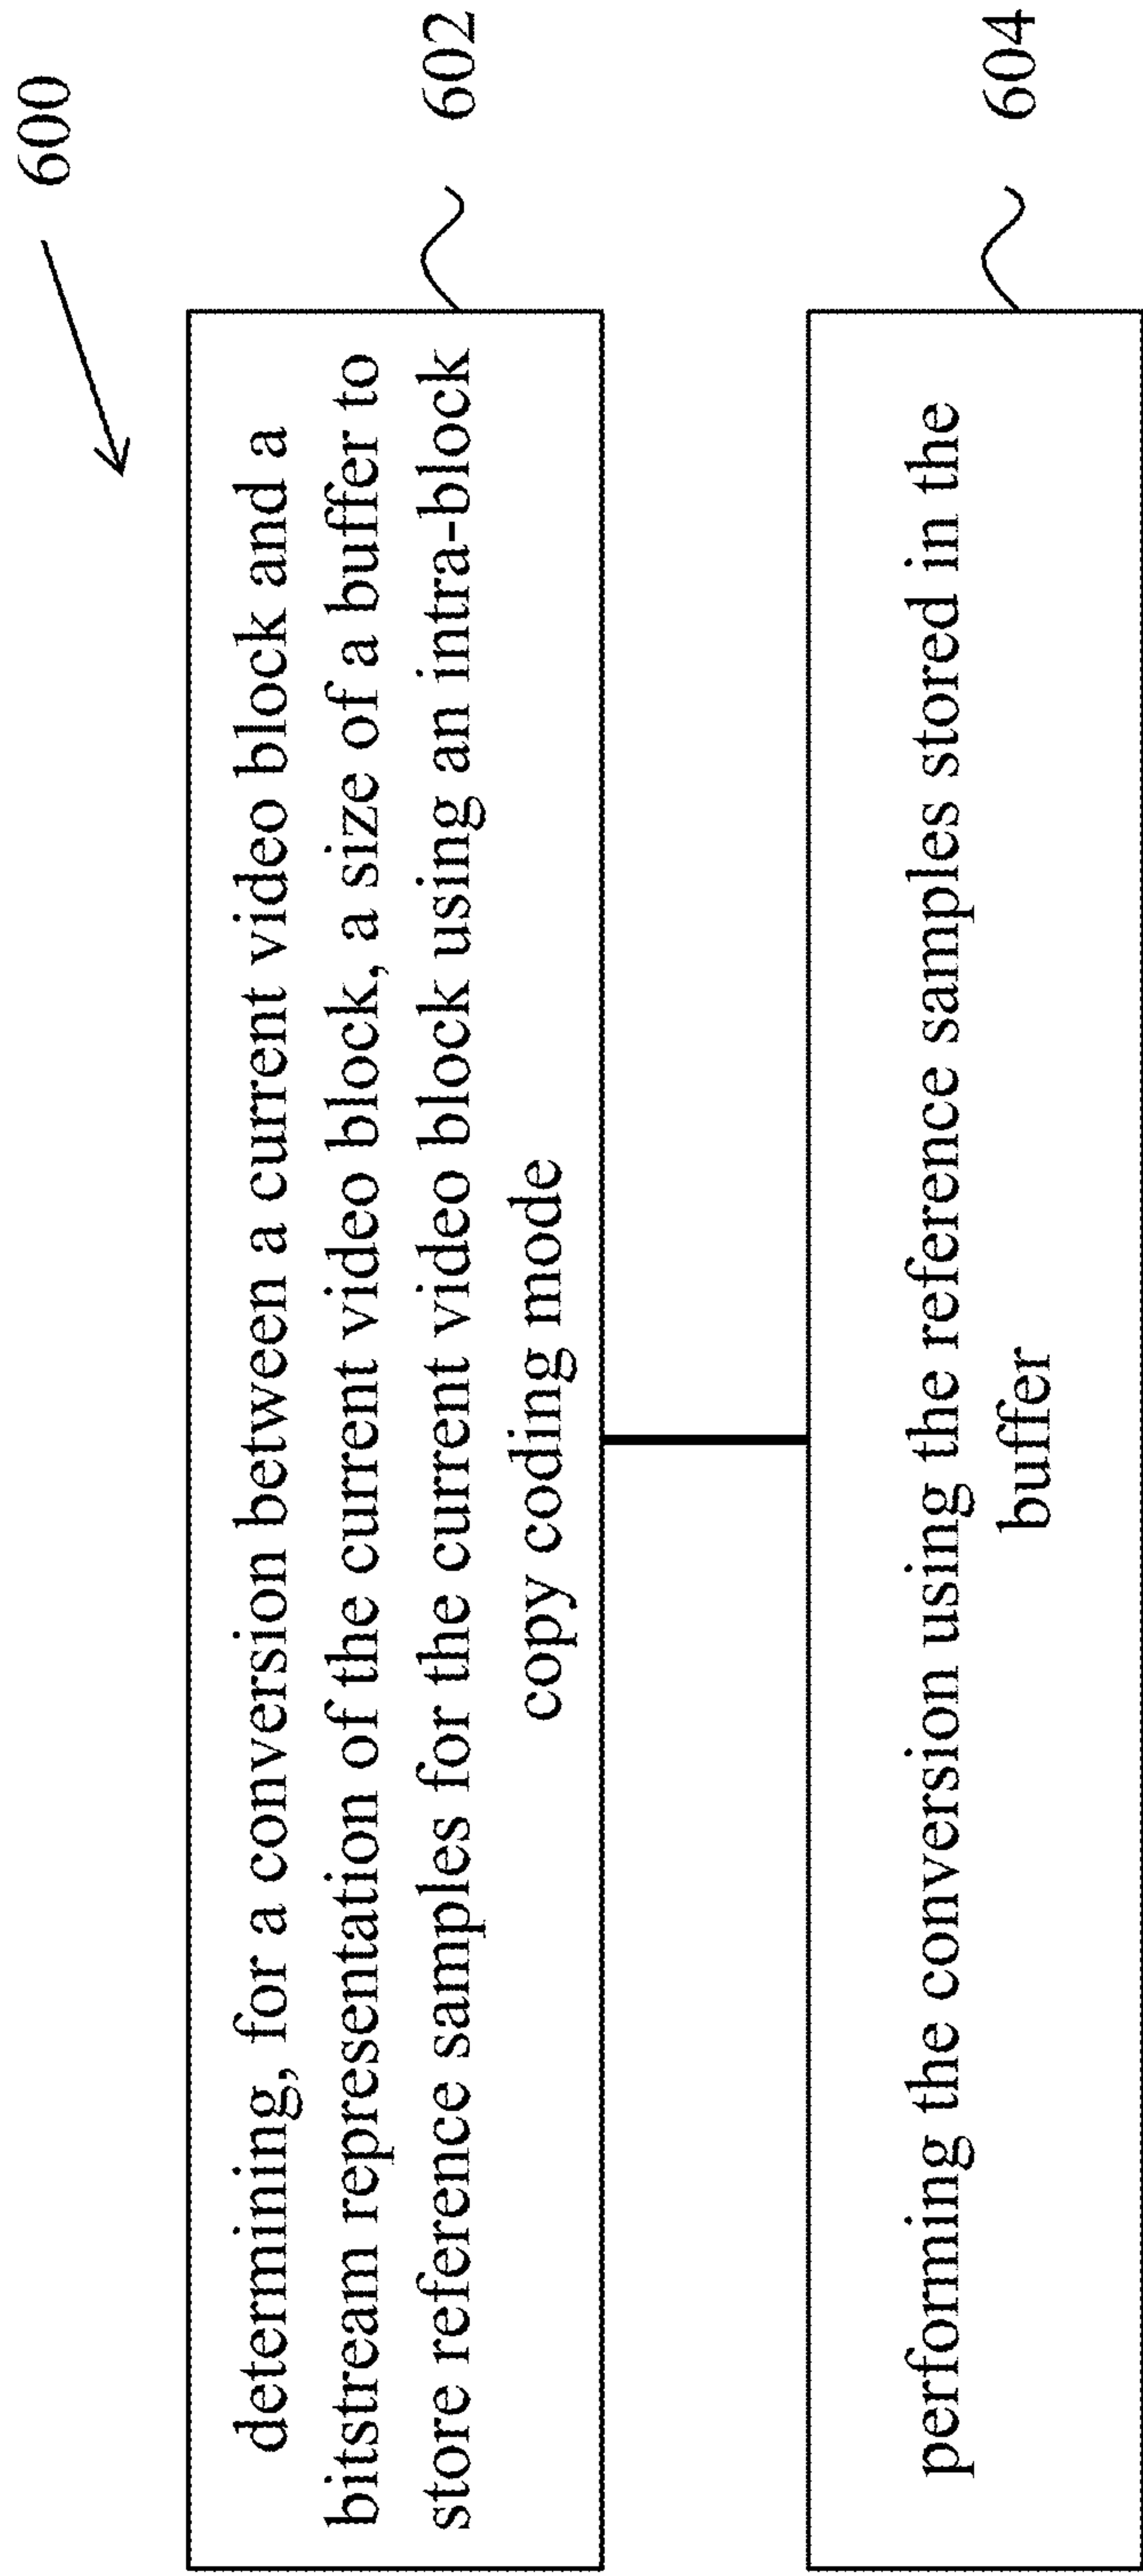 600
determining, for a conversion between a current video block and a
bitstream representation of the current video block, a size of a buffer to
store reference samples for the current video block using an intra-block
copy coding mode
602
performing the conversion using the reference samples stored in the
buffer
604